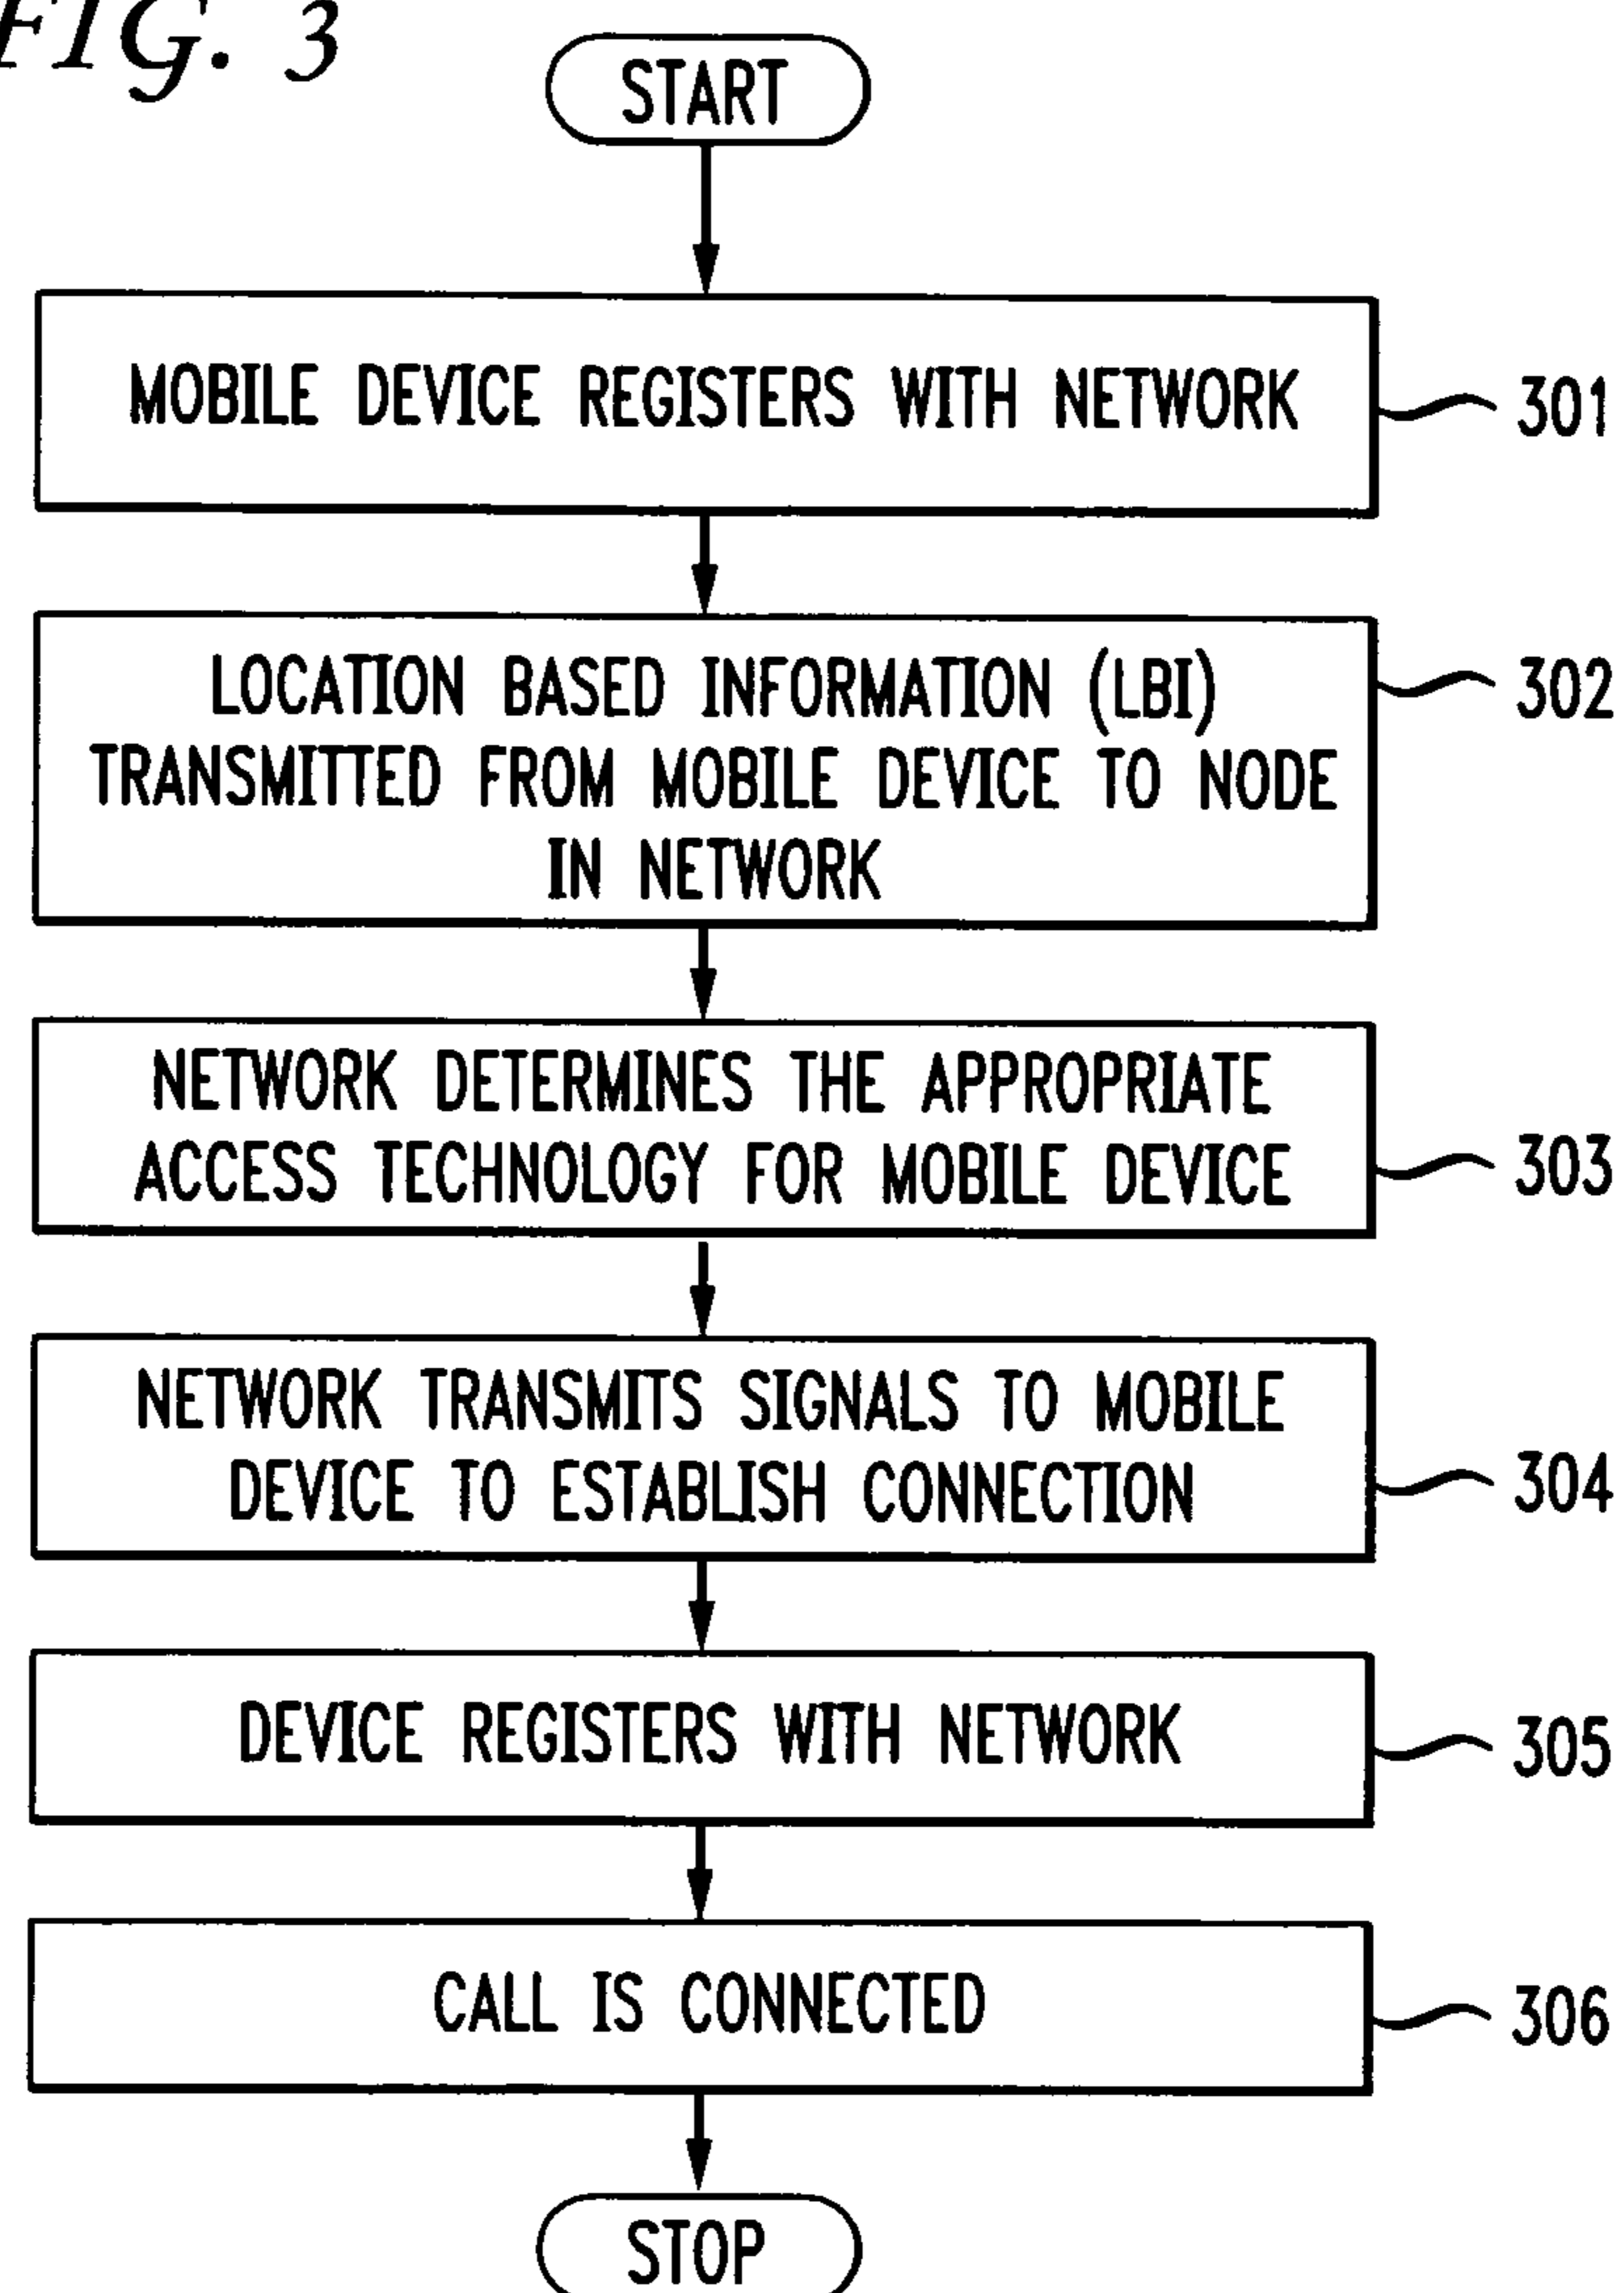 FIG. 3
START
MOBILE DEVICE REGISTERS WITH NETWORK
301
LOCATION BASED INFORMATION (LBI)
302
TRANSMITTED FROM MOBILE DEVICE TO NODE
IN NETWORK
NETWORK DETERMINES THE APPROPRIATE
ACCESS TECHNOLOGY FOR MOBILE DEVICE
303
NETWORK TRANSMITS SIGNALS TO MOBILE
DEVICE TO ESTABLISH CONNECTION
304
DEVICE REGISTERS WITH NETWORK
305
CALL IS CONNECTED
306
STOP